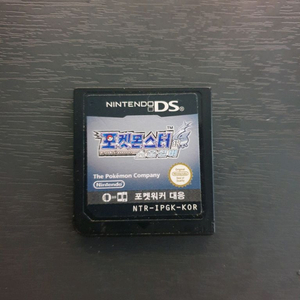 NINTENDO DS
포켓몬스터
TM
The Pokémon Company
Nintendo
포켓워커 대응
NTR-IPGK-KOR